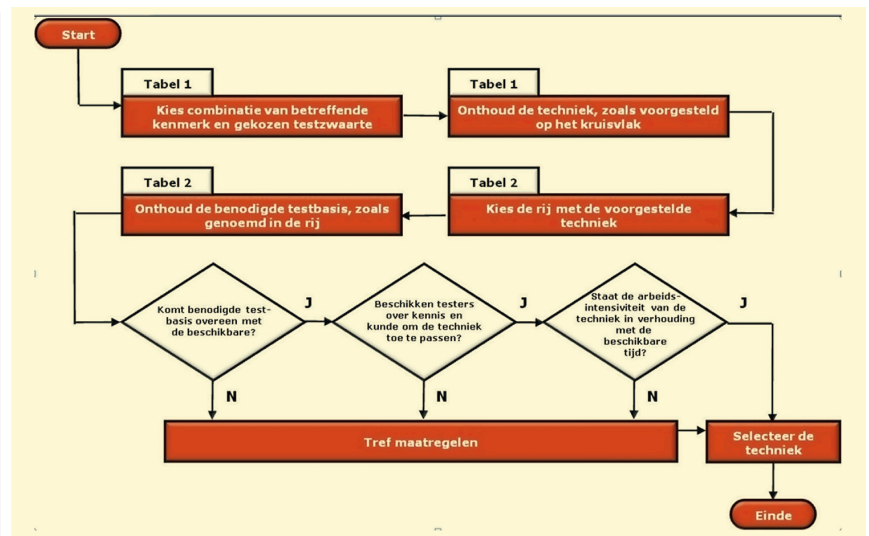 Start
Tabel 1
Kies combinatie van betreffende
kenmerk en gekozen testzwaarte
Tabel 1
Onthoud de techniek, zoals voorgesteld
op het kruisvlak
Tabel 2
Kies de rij met de voorgestelde
techniek
Tabel 2
Onthoud de benodigde testbasis, zoals
genoemd in de rij
Komt benodigde test-
basis overeen met
de beschikbare?
J
N
Beschikken testers
over kennis en
kunde om de techniek
toe te passen?
J
N
Staat de arbeids-
intensiviteit van de
techniek in verhouding
met de
beschikbare
tijd?
J
N
Tref maatregelen
Selecteer de
techniek
Einde